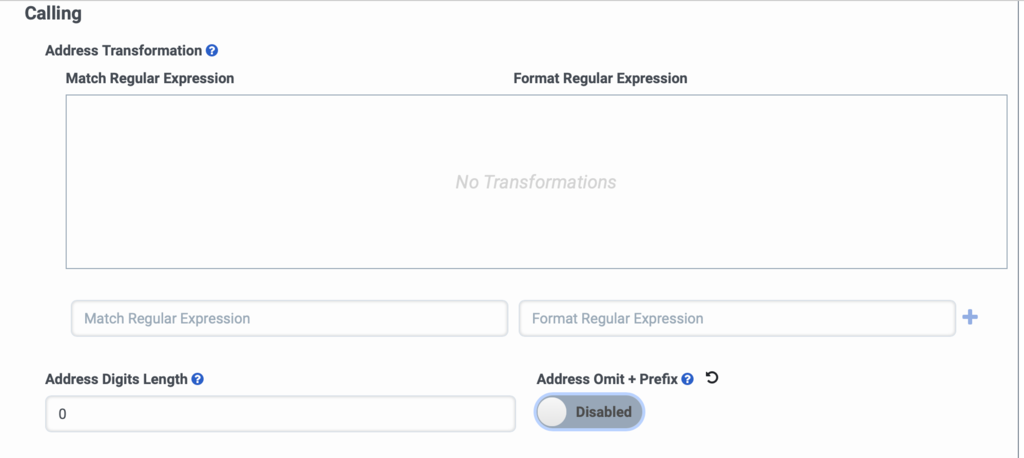 Calling
Address Transformation ?
Match Regular Expression Format Regular Expression
No Transformations
Match Regular Expression Format Regular Expression +
Address Digits Length ? Address Omit + Prefix ?
0 Disabled